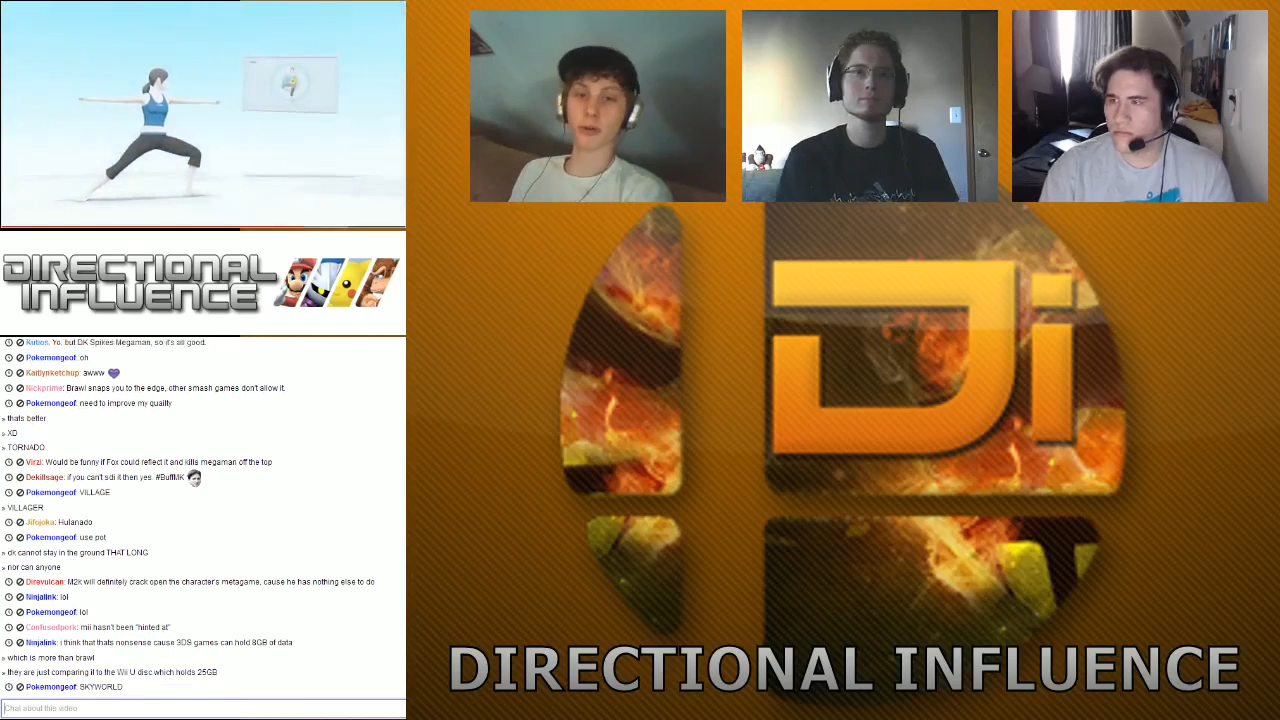 DIRECTIONAL
INFLUENCE
Kuties: Yo, but DK Spikes Megaman, so it's all good.
Pokemongeof: oh
Kaitlynketchup: awww
Nickprime: Brawl snaps you to the edge, other smash games don't allow it.
Pokemongeof: need to improve my quailty
» thats better
» XD
» TORNADO
Virzi: Would be funny if Fox could reflect it and kills megaman off the top
Dekillsage: if you can't sdi it then yes. #BuffMK
Pokemongeof: VILLAGE
» VILLAGER
Jifojoka: Hulanado
Pokemongeof: use pot
» dk cannot stay in the ground THAT LONG
» nor can anyone
Direvulcan: M2k will definitely crack open the character's metagame, cause he has nothing else to do
Ninjalink: lol
Pokemongeof: lol
Confusedpork: mii hasn't been "hinted at"
Ninjalink: i think that thats nonsense cause 3DS games can hold 8GB of data
» which is more than brawl
» they are just comparing it to the Wii U disc which holds 25GB
Pokemongeof: SKYWORLD
Chat about this video
Di
DIRECTIONAL INFLUENCE